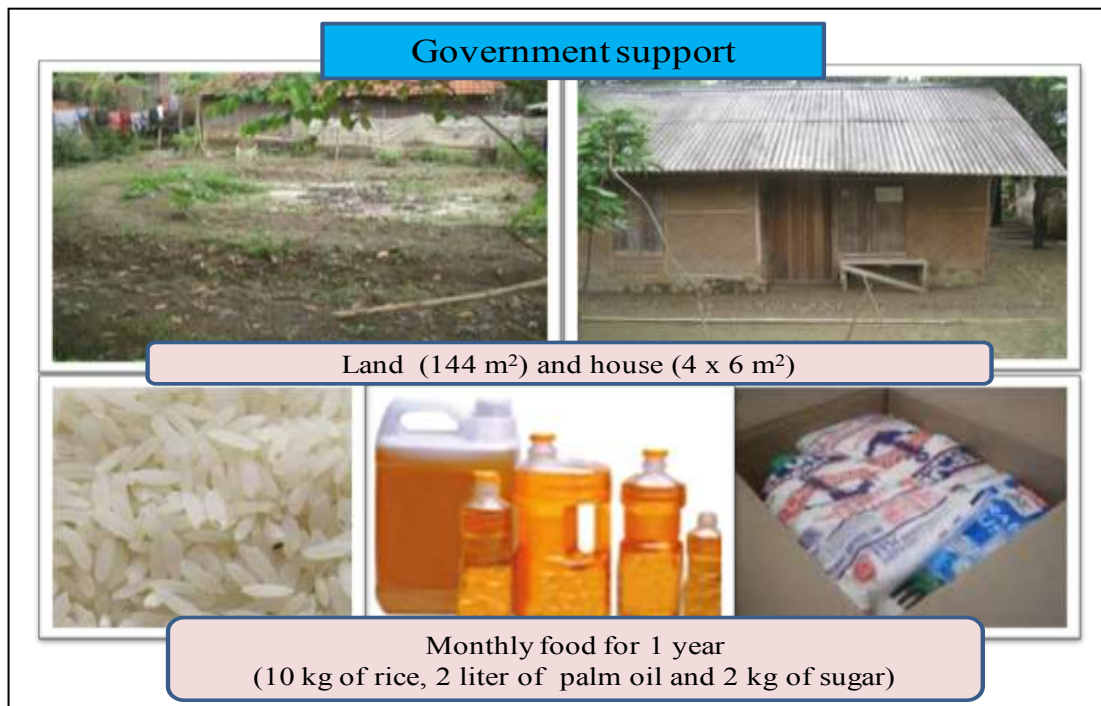 Government support
Land (144 m²) and house (4 x 6 m²)
Monthly food for 1 year
(10 kg of rice, 2 liter of palm oil and 2 kg of sugar)